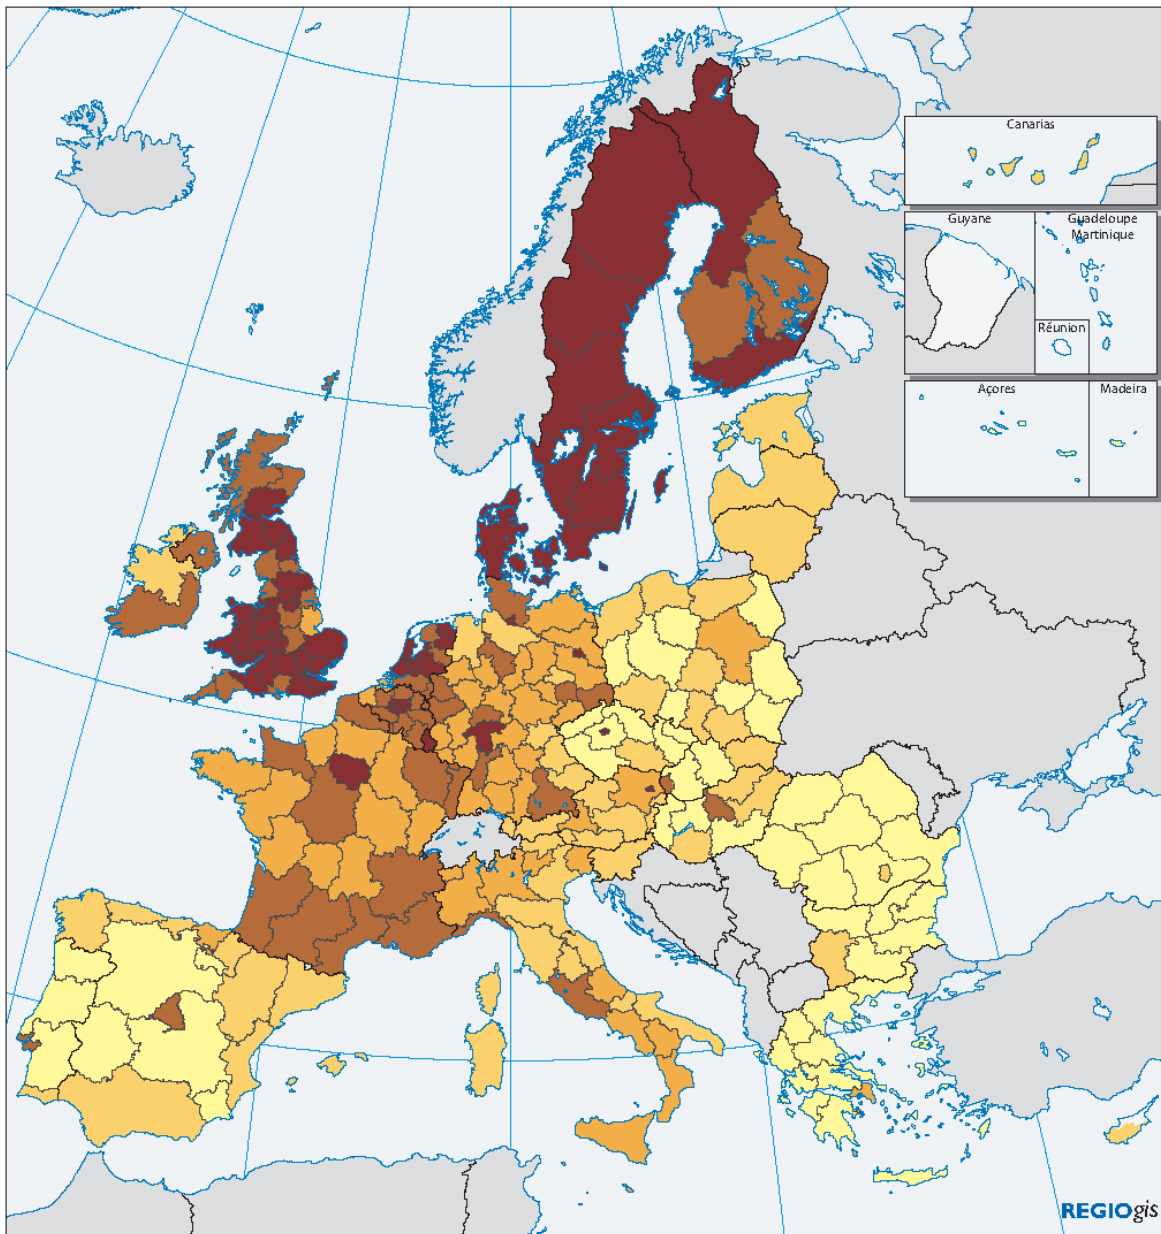 Canarias
Guyane
Guadeloupe
Martinique
Réunion
Açores
Madeira
REGIOgis